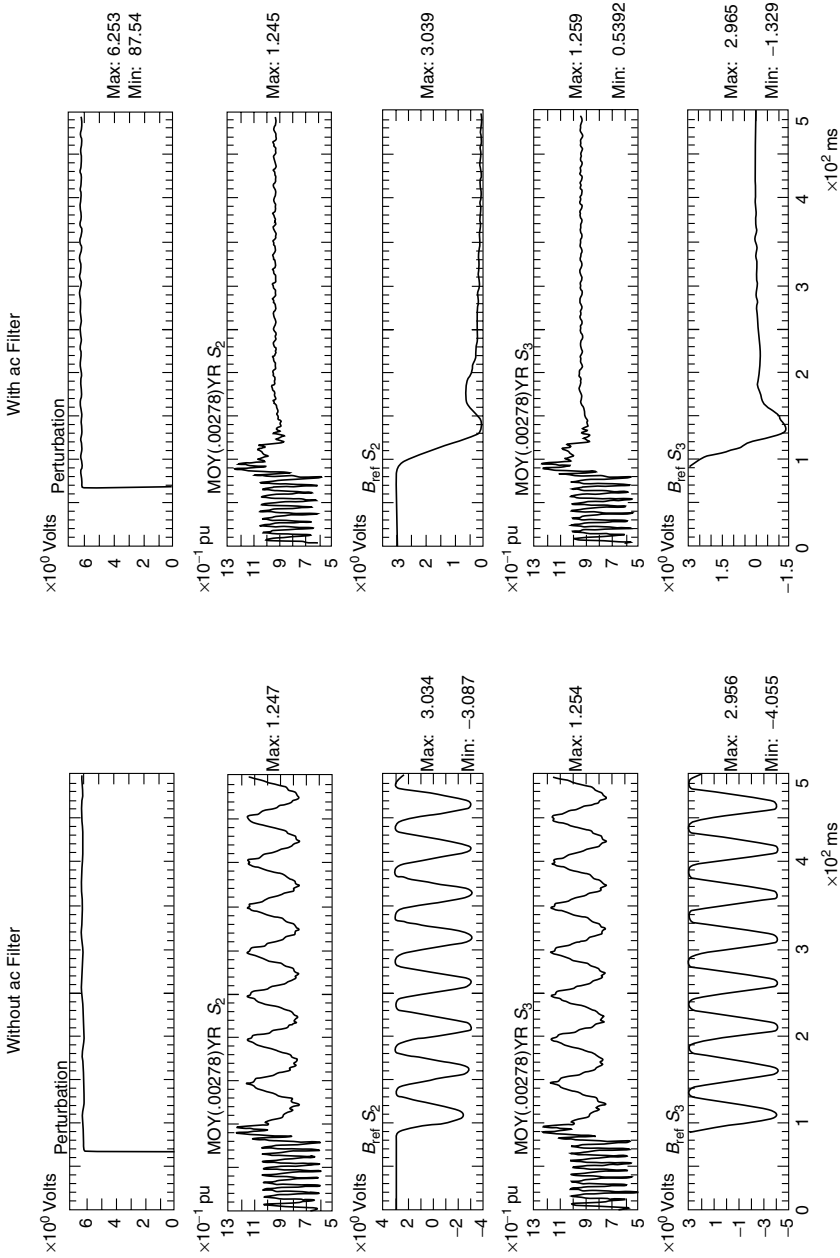 Without ac Filter
×10⁰ Volts
Perturbation
6
4
2
0
×10⁻¹ pu
MOY(.00278)YR S₂
13
11
9
7
5
Max: 1.247
×10⁰ Volts
B_ref S₂
4
2
0
−2
−4
Max: 3.034
Min: −3.087
×10⁻¹ pu
MOY(.00278)YR S₃
13
11
9
7
5
Max: 1.254
×10⁰ Volts
B_ref S₃
3
1
−1
−3
−5
Max: 2.956
Min: −4.055
0 1 2 3 4 5
×10² ms
With ac Filter
×10⁰ Volts
Perturbation
6
4
2
0
Max: 6.253
Min: 87.54
×10⁻¹ pu
MOY(.00278)YR S₂
13
11
9
7
5
Max: 1.245
×10⁰ Volts
B_ref S₂
3
2
1
0
Max: 3.039
×10⁻¹ pu
MOY(.00278)YR S₃
13
11
9
7
5
Max: 1.259
Min: 0.5392
×10⁰ Volts
B_ref S₃
3
1.5
0
−1.5
Max: 2.965
Min: −1.329
0 1 2 3 4 5
×10² ms